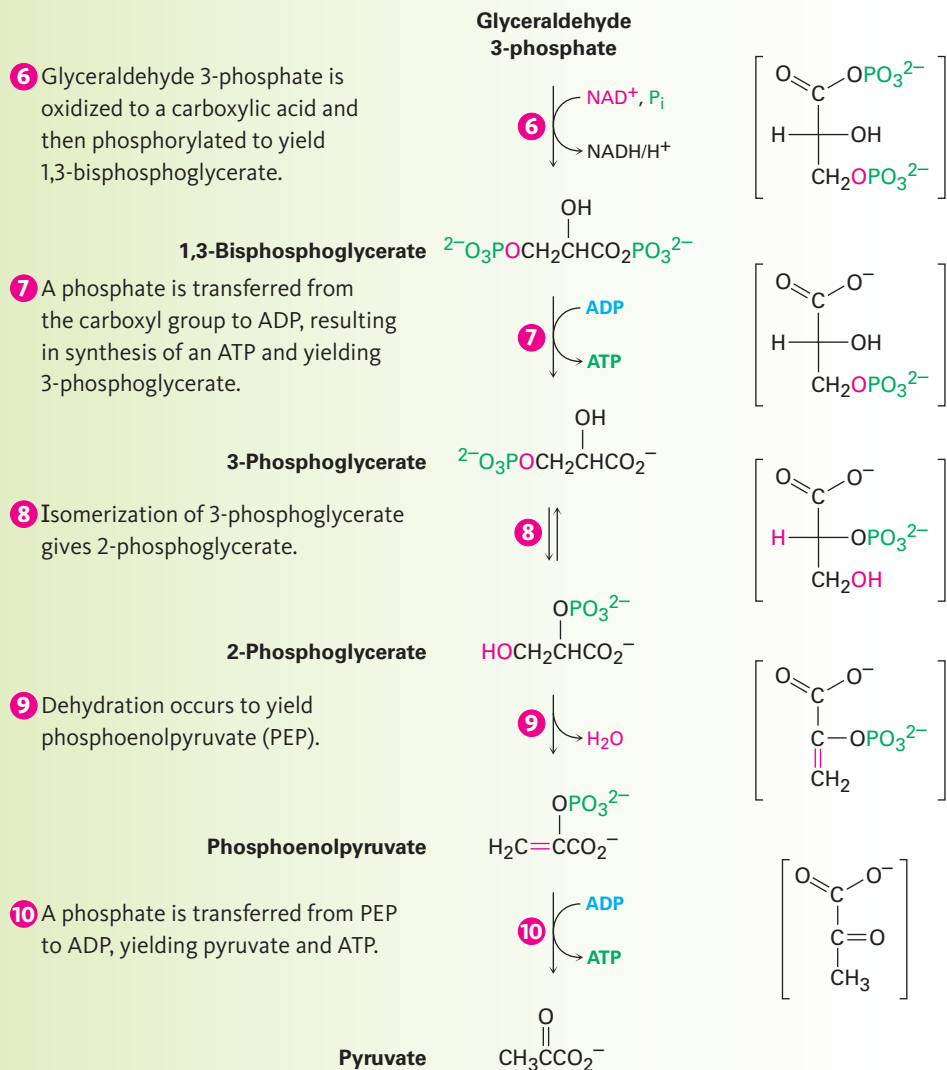 Glyceraldehyde
3-phosphate
6 Glyceraldehyde 3-phosphate is
oxidized to a carboxylic acid and
then phosphorylated to yield
1,3-bisphosphoglycerate.
6
NAD⁺, Pᵢ
NADH/H⁺
O
OPO₃²⁻
C
H
OH
CH₂OPO₃²⁻
1,3-Bisphosphoglycerate
OH
²⁻O₃POCH₂CHCO₂PO₃²⁻
7 A phosphate is transferred from
the carboxyl group to ADP, resulting
in synthesis of an ATP and yielding
3-phosphoglycerate.
7
ADP
ATP
O
O⁻
C
H
OH
CH₂OPO₃²⁻
3-Phosphoglycerate
OH
²⁻O₃POCH₂CHCO₂⁻
8 Isomerization of 3-phosphoglycerate
gives 2-phosphoglycerate.
8
O
O⁻
C
H
OPO₃²⁻
CH₂OH
2-Phosphoglycerate
OPO₃²⁻
HOCH₂CHCO₂⁻
9 Dehydration occurs to yield
phosphoenolpyruvate (PEP).
9
H₂O
O
O⁻
C
C
OPO₃²⁻
CH₂
Phosphoenolpyruvate
OPO₃²⁻
H₂C=CCO₂⁻
10 A phosphate is transferred from PEP
to ADP, yielding pyruvate and ATP.
10
ADP
ATP
O
O⁻
C
C=O
CH₃
Pyruvate
O
CH₃CCO₂⁻